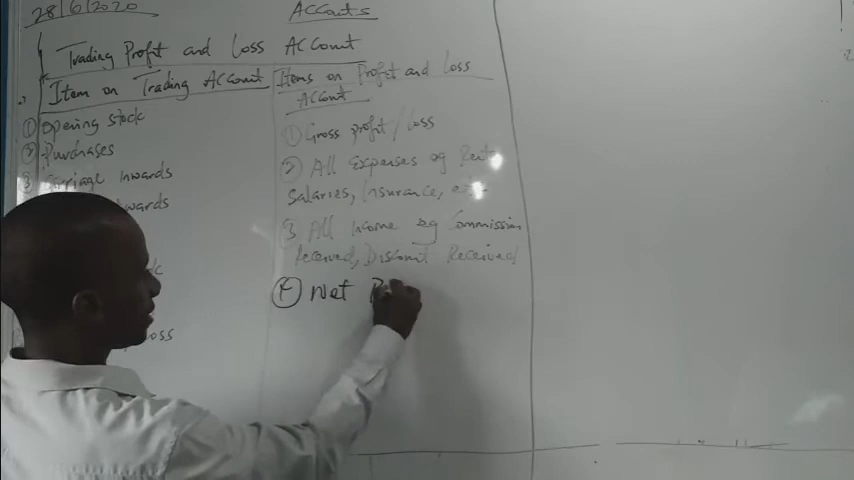 28/6/2020
Accounts
Trading Profit and Loss Account
Item on Trading Account
① Opening stock
② Purchases
③ Carriage Inwards
wards
oss
Items on Profit and Loss
Account
① Gross profit / Loss
② All Expenses eg Rent
Salaries, Insurance, etc.
③ All Income eg Commission
Received, Discount Received
④ Net